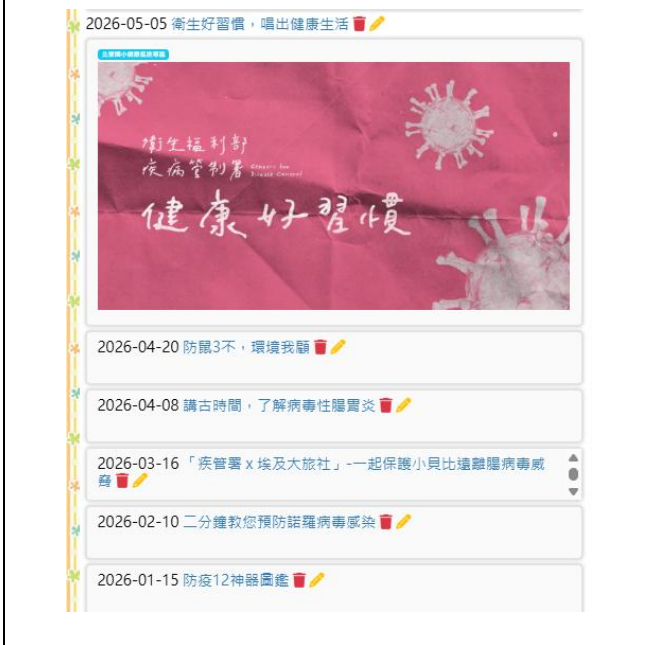 2026-05-05 衛生好習慣，唱出健康生活
衛生福利部
疾病管制署 Centers for
Disease Control
健康好習慣
2026-04-20 防鼠3不，環境我顧
2026-04-08 講古時間，了解病毒性腸胃炎
2026-03-16 「疾管署 x 埃及大旅社」-一起保護小貝比遠離腸病毒威
脅
2026-02-10 二分鐘教您預防諾羅病毒感染
2026-01-15 防疫12神器圖鑑